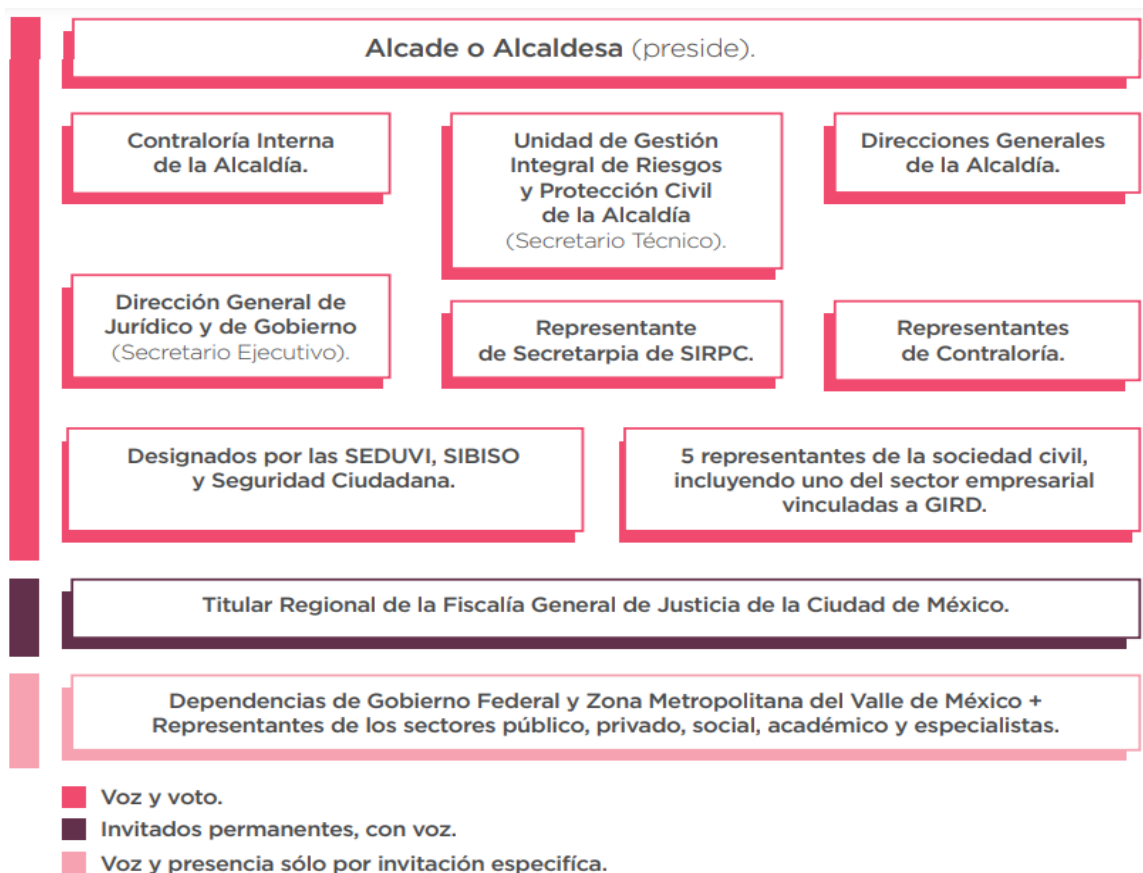 Alcade o Alcaldesa (preside).
Contraloría Interna
de la Alcaldía.
Unidad de Gestión
Integral de Riesgos
y Protección Civil
de la Alcaldía
(Secretario Técnico).
Direcciones Generales
de la Alcaldía.
Dirección General de
Jurídico y de Gobierno
(Secretario Ejecutivo).
Representante
de Secretarpia de SIRPC.
Representantes
de Contraloría.
Designados por las SEDUVI, SIBISO
y Seguridad Ciudadana.
5 representantes de la sociedad civil,
incluyendo uno del sector empresarial
vinculadas a GIRD.
Titular Regional de la Fiscalía General de Justicia de la Ciudad de México.
Dependencias de Gobierno Federal y Zona Metropolitana del Valle de México +
Representantes de los sectores público, privado, social, académico y especialistas.
Voz y voto.
Invitados permanentes, con voz.
Voz y presencia sólo por invitación especifíca.